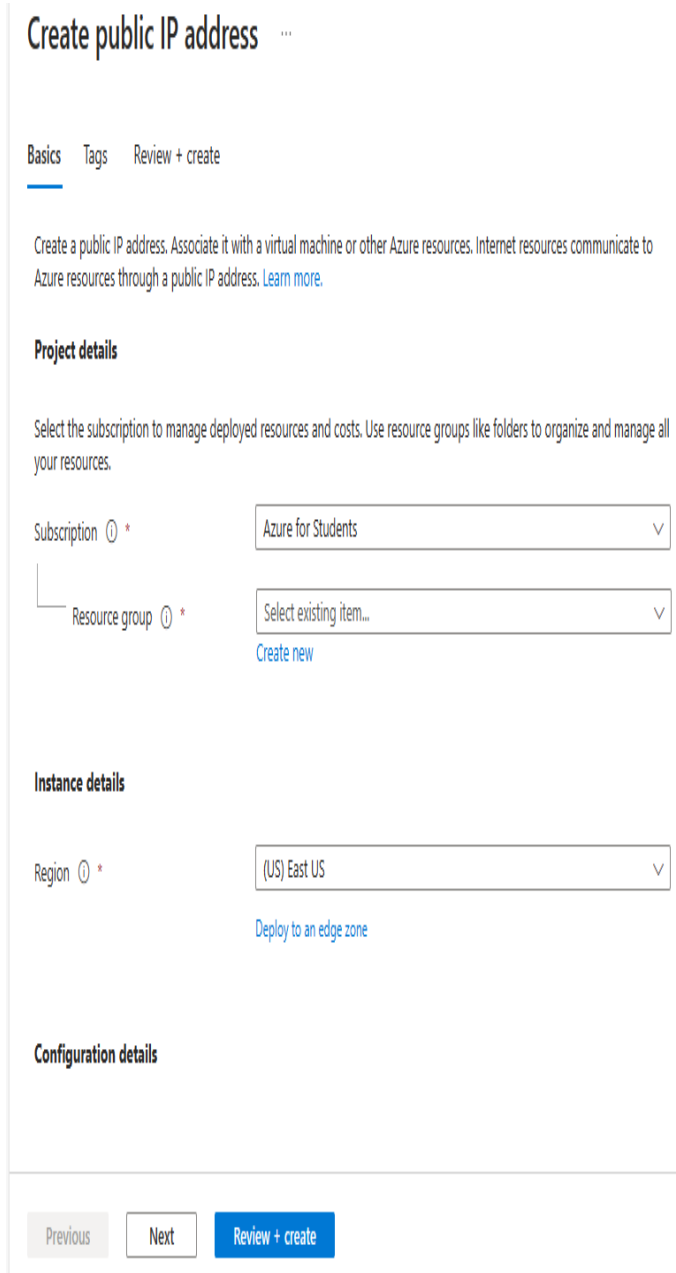 Create public IP address ...
Basics Tags Review + create
Create a public IP address. Associate it with a virtual machine or other Azure resources. Internet resources communicate to
Azure resources through a public IP address. Learn more.
Project details
Select the subscription to manage deployed resources and costs. Use resource groups like folders to organize and manage all
your resources.
Subscription * Azure for Students
Resource group * Select existing item...
Create new
Instance details
Region * (US) East US
Deploy to an edge zone
Configuration details
Previous Next Review + create